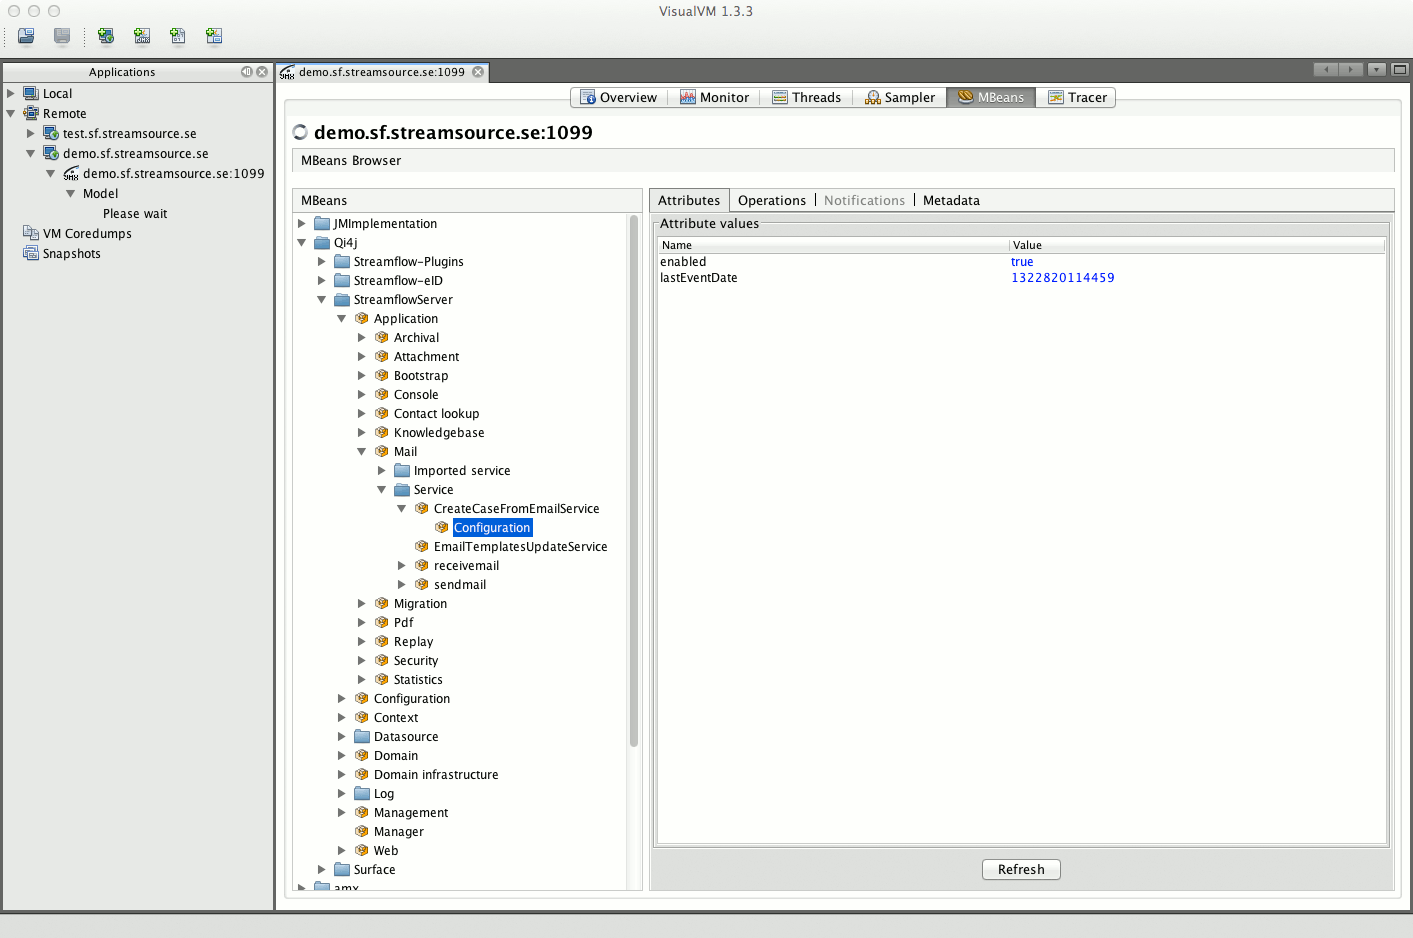 VisualVM 1.3.3
Applications
Local
Remote
test.sf.streamsource.se
demo.sf.streamsource.se
demo.sf.streamsource.se:1099
Model
Please wait
VM Coredumps
Snapshots
demo.sf.streamsource.se:1099
Overview Monitor Threads Sampler MBeans Tracer
demo.sf.streamsource.se:1099
MBeans Browser
MBeans
JMImplementation
Qi4j
Streamflow-Plugins
Streamflow-eID
StreamflowServer
Application
Archival
Attachment
Bootstrap
Console
Contact lookup
Knowledgebase
Mail
Imported service
Service
CreateCaseFromEmailService
Configuration
EmailTemplatesUpdateService
receivemail
sendmail
Migration
Pdf
Replay
Security
Statistics
Configuration
Context
Datasource
Domain
Domain infrastructure
Log
Management
Manager
Web
Surface
amx
Attributes Operations Notifications Metadata
Attribute values
Name Value
enabled true
lastEventDate 1322820114459
Refresh